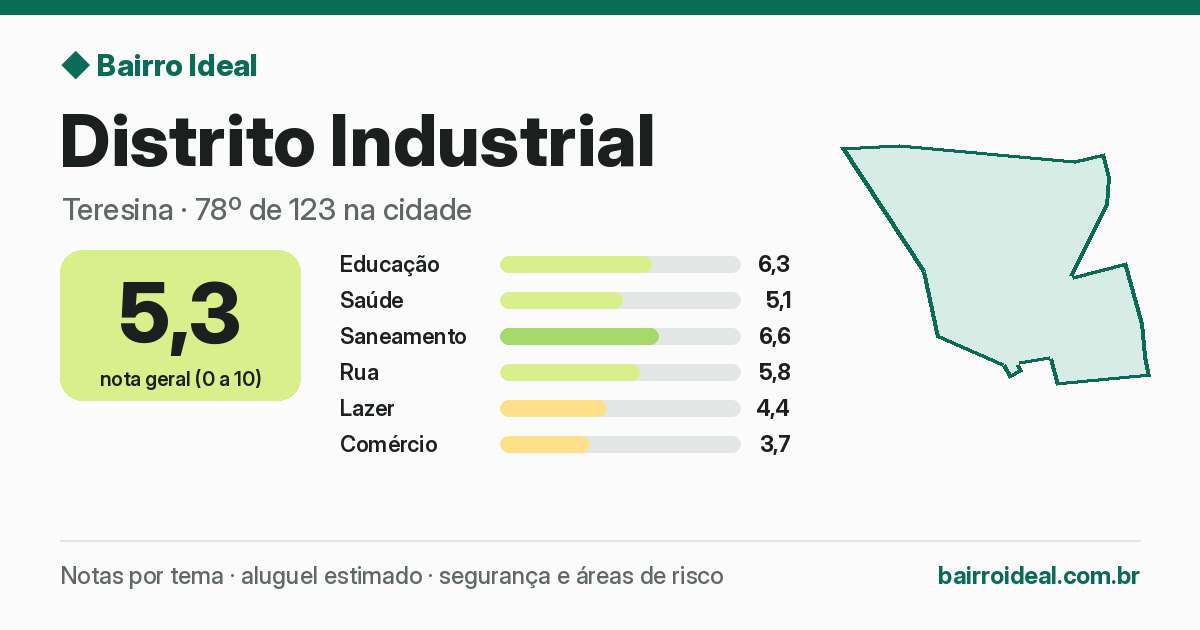 Bairro Ideal
Distrito Industrial
Teresina · 78º de 123 na cidade
5,3
nota geral (0 a 10)
Educação 6,3
Saúde 5,1
Saneamento 6,6
Rua 5,8
Lazer 4,4
Comércio 3,7
Notas por tema · aluguel estimado · segurança e áreas de risco
bairroideal.com.br